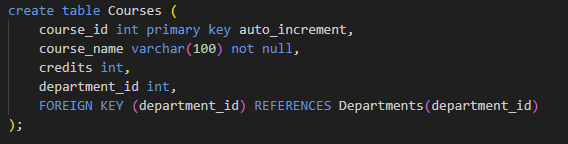 create table Courses (
    course_id int primary key auto_increment,
    course_name varchar(100) not null,
    credits int,
    department_id int,
    FOREIGN KEY (department_id) REFERENCES Departments(department_id)
);